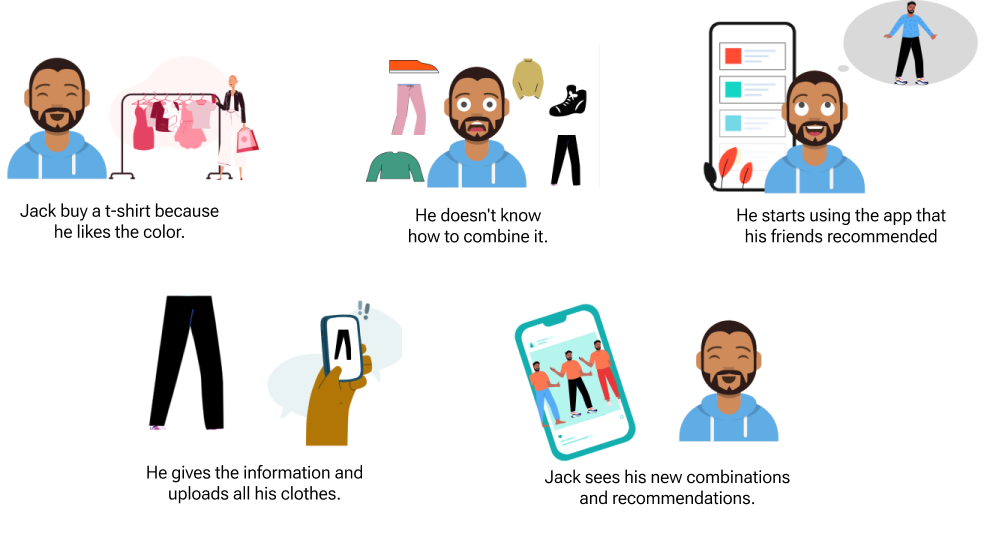 Jack buy a t-shirt because
he likes the color.
He doesn't know
how to combine it.
He starts using the app that
his friends recommended
He gives the information and
uploads all his clothes.
Jack sees his new combinations
and recommendations.